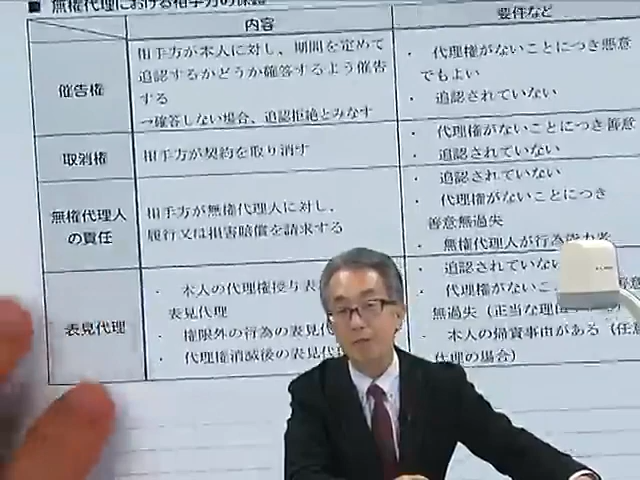 ■ 無権代理における相手方の保護
内容
要件など
催告権
相手方が本人に対し、期間を定めて
追認するかどうか確答するよう催告
する
→確答しない場合、追認拒絶とみなす
・ 代理権がないことにつき悪意
でもよい
・ 追認されていない
取消権
相手方が契約を取り消す
・ 代理権がないことにつき善意
・ 追認されていない
無権代理人
の責任
相手方が無権代理人に対し、
履行又は損害賠償を請求する
・ 追認されていない
・ 代理権がないことにつき
善意無過失
・ 無権代理人が行為能力者
表見代理
・ 本人の代理権授与表
表見代理
・ 権限外の行為の表見代
・ 代理権消滅後の表見代
・ 追認されていない
・ 代理権がない 善意
無過失（正当な理
・ 本人の帰責事由がある（任意
代理の場合）